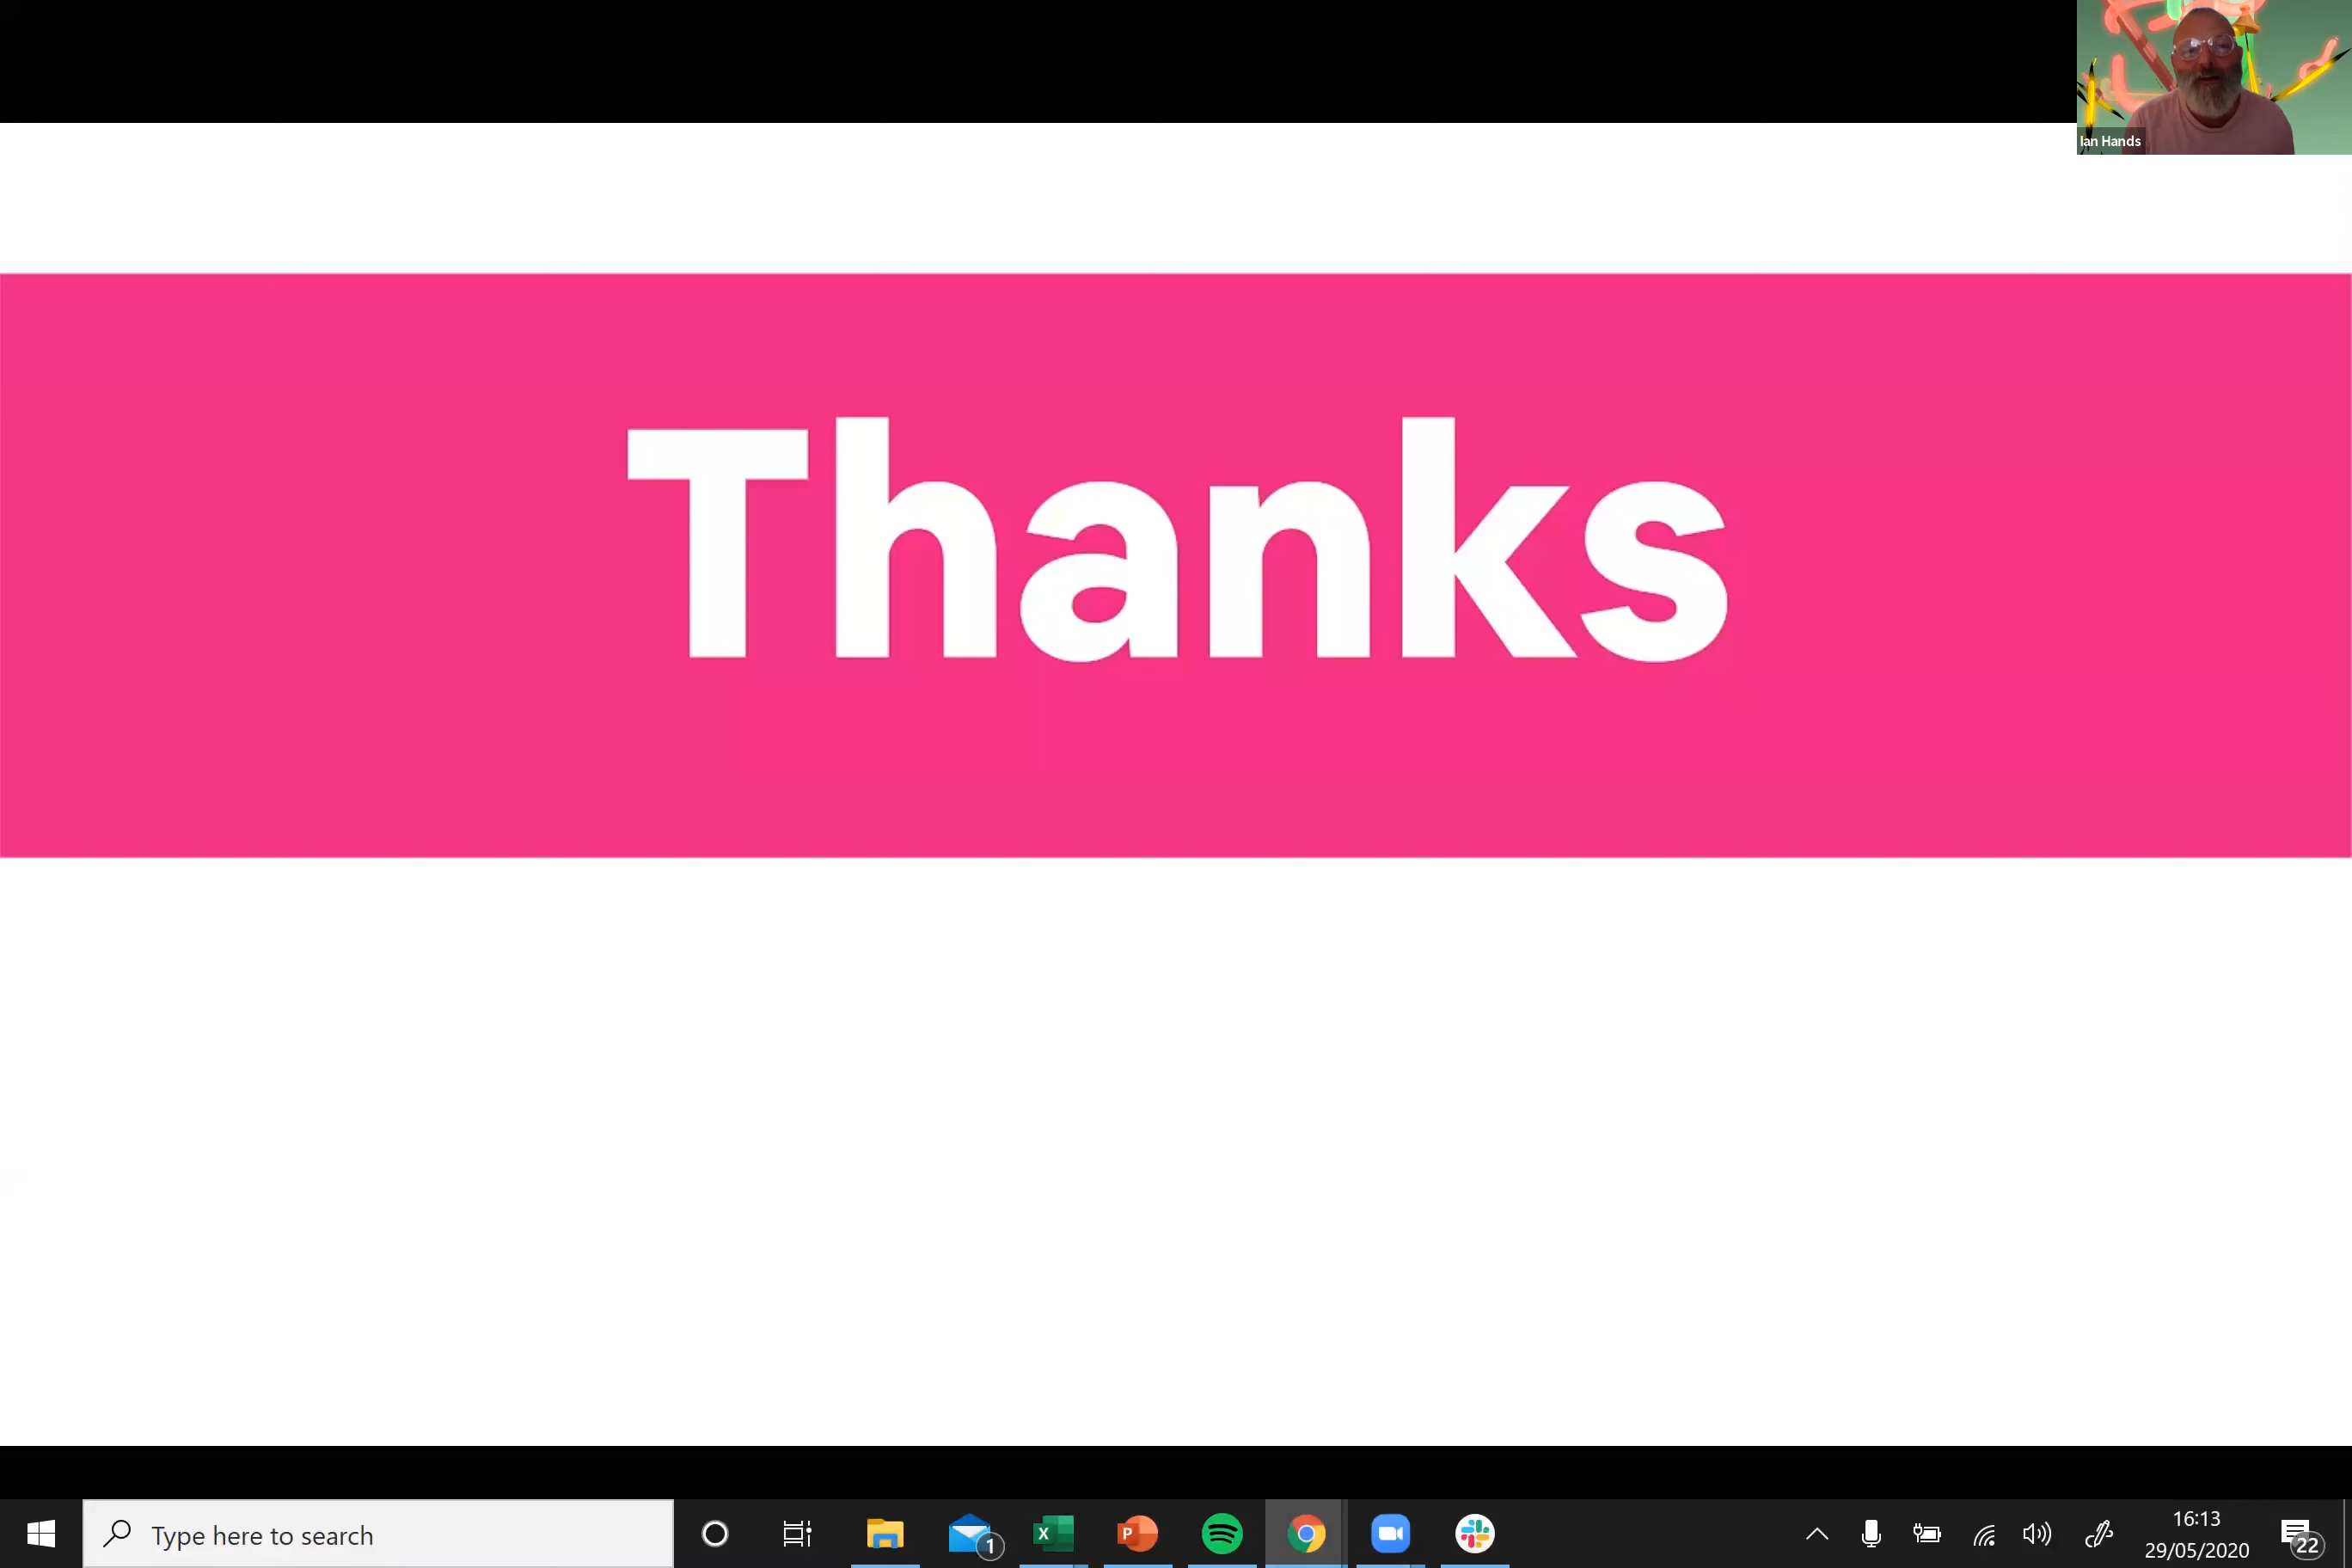 Ian Hands
Thanks
Type here to search
1
X
P
16:13
29/05/2020
22